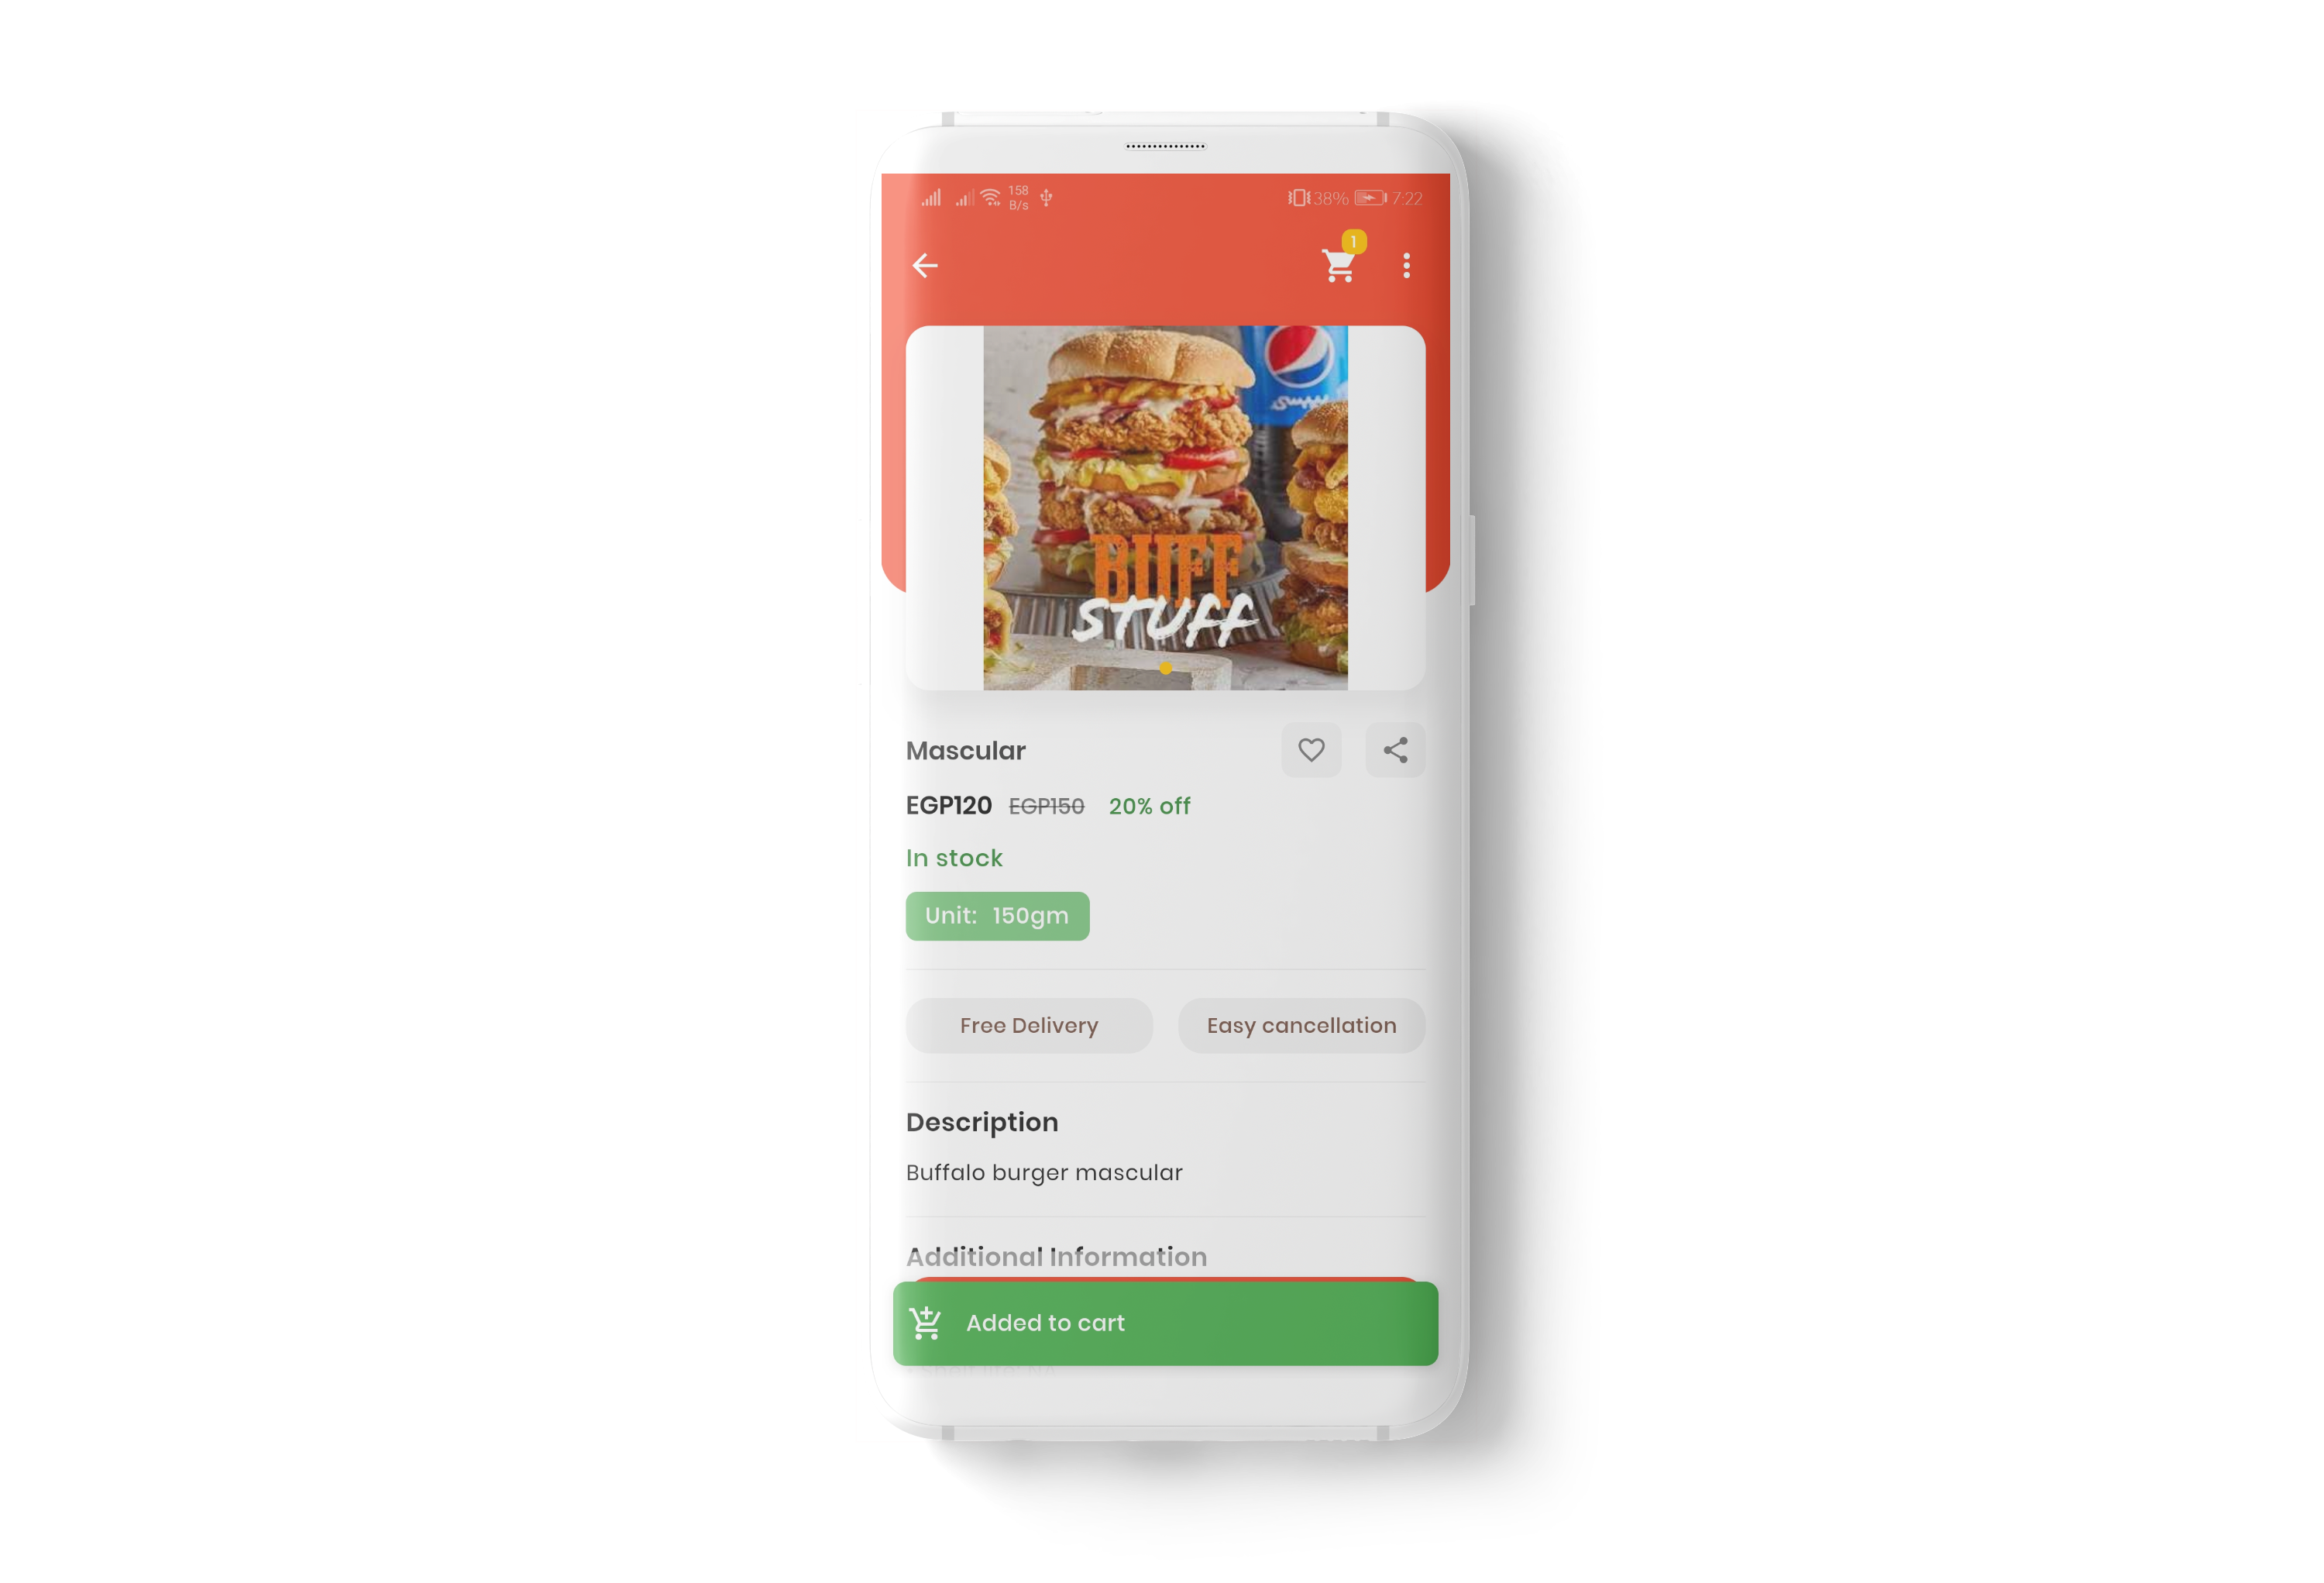 158
B/s
38% 7:22
1
بيبسي
BUFF
STUFF
Mascular
EGP120 EGP150 20% off
In stock
Unit: 150gm
Free Delivery
Easy cancellation
Description
Buffalo burger mascular
Additional Information
Added to cart